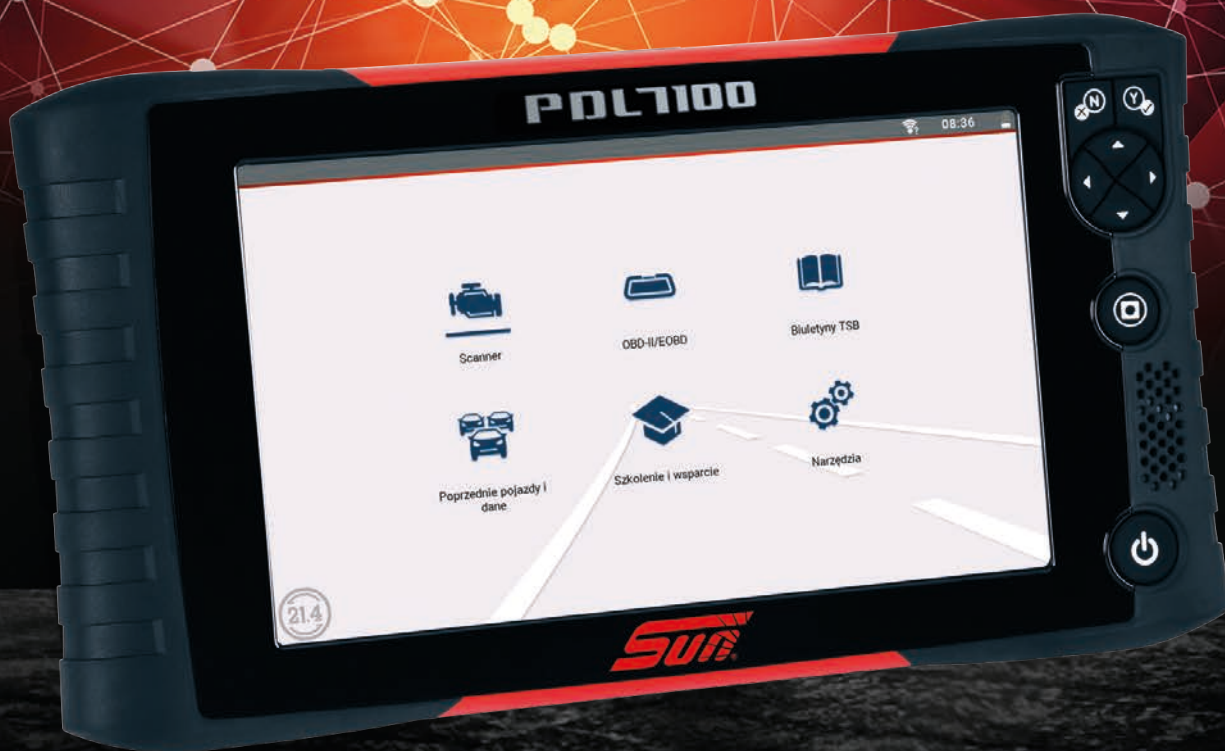 PDL7100
08:36
N
Y
Scanner
OBD-II/EOBD
Biuletyny TSB
Poprzednie pojazdy i
dane
Szkolenie i wsparcie
Narzędzia
21.4
Sun